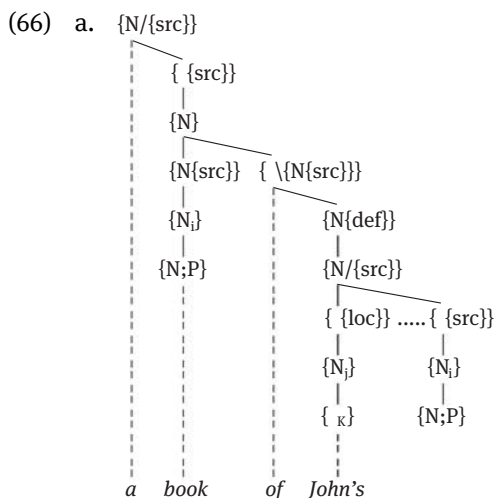 (66) a. {N/{src}}
{ {src}}
{N}
{N{src}} { \{N{src}}}
{Ni} {N{def}}
{N;P} {N/{src}}
{ {loc}} ..... { {src}}
{Nj} {Ni}
{ K} {N;P}
a book of John's